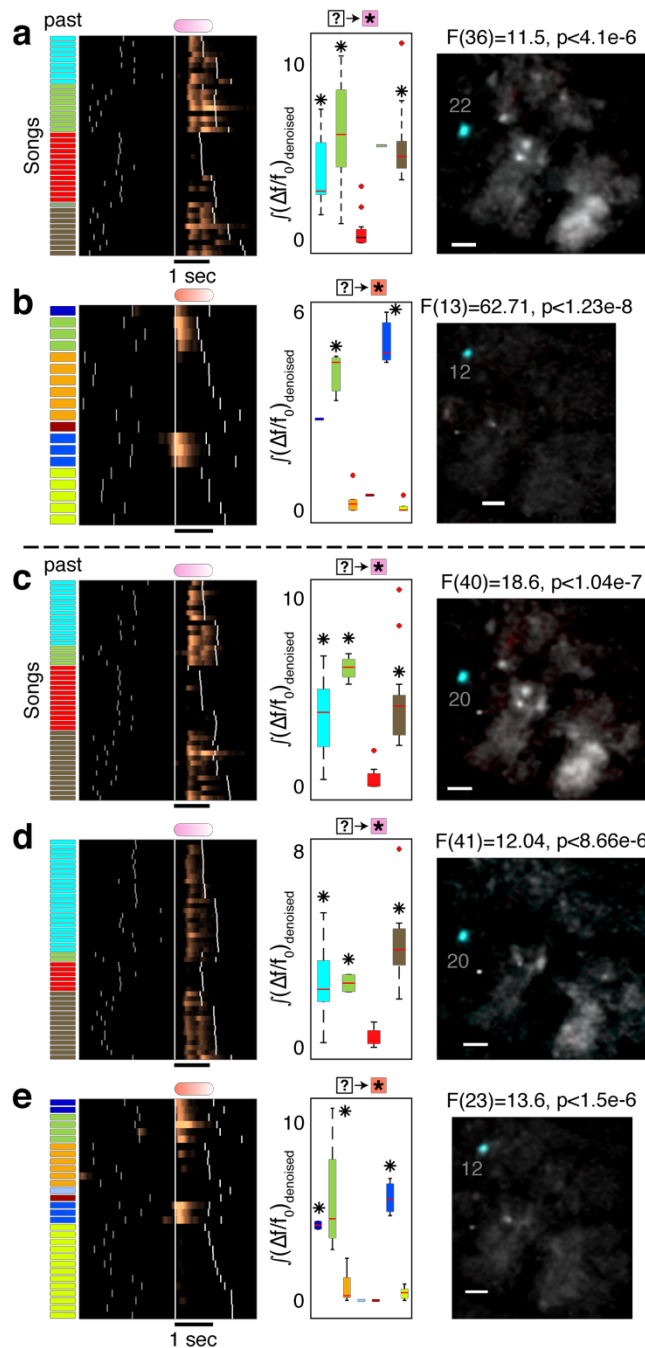 a
past
? → *
F(36)=11.5, p<4.1e-6
Songs
10
0
∫(Δf/f₀)denoised
* * *
22
1 sec
b
? → *
F(13)=62.71, p<1.23e-8
6
0
∫(Δf/f₀)denoised
* *
12
c
past
? → *
F(40)=18.6, p<1.04e-7
Songs
10
0
∫(Δf/f₀)denoised
* * *
20
d
? → *
F(41)=12.04, p<8.66e-6
8
0
∫(Δf/f₀)denoised
* * *
20
e
? → *
F(23)=13.6, p<1.5e-6
10
0
∫(Δf/f₀)denoised
* * *
12
1 sec